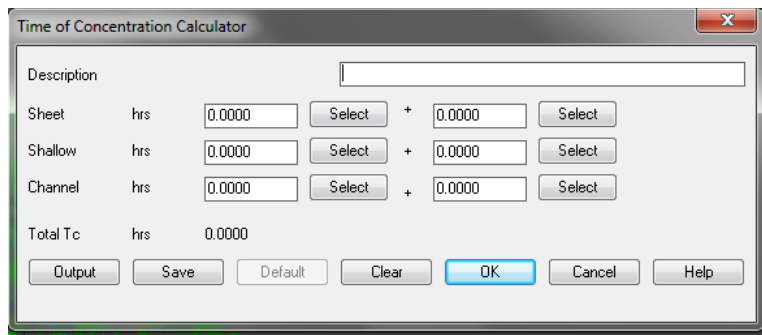 Time of Concentration Calculator
Description
Sheet hrs 0.0000 Select + 0.0000 Select
Shallow hrs 0.0000 Select + 0.0000 Select
Channel hrs 0.0000 Select + 0.0000 Select
Total Tc hrs 0.0000
Output Save Default Clear OK Cancel Help